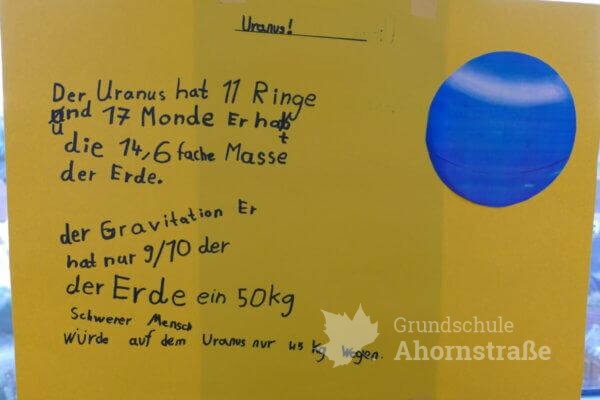 Uranus!
Der Uranus hat 11 Ringe
und 17 Monde Er hat
die 14,6 fache Masse
der Erde.
der Gravitation Er
hat nur 9/10 der
der Erde ein 50kg
Schwerer Mensch
würde auf dem Uranus nur 45 Kg wegen.
Grundschule
Ahornstraße